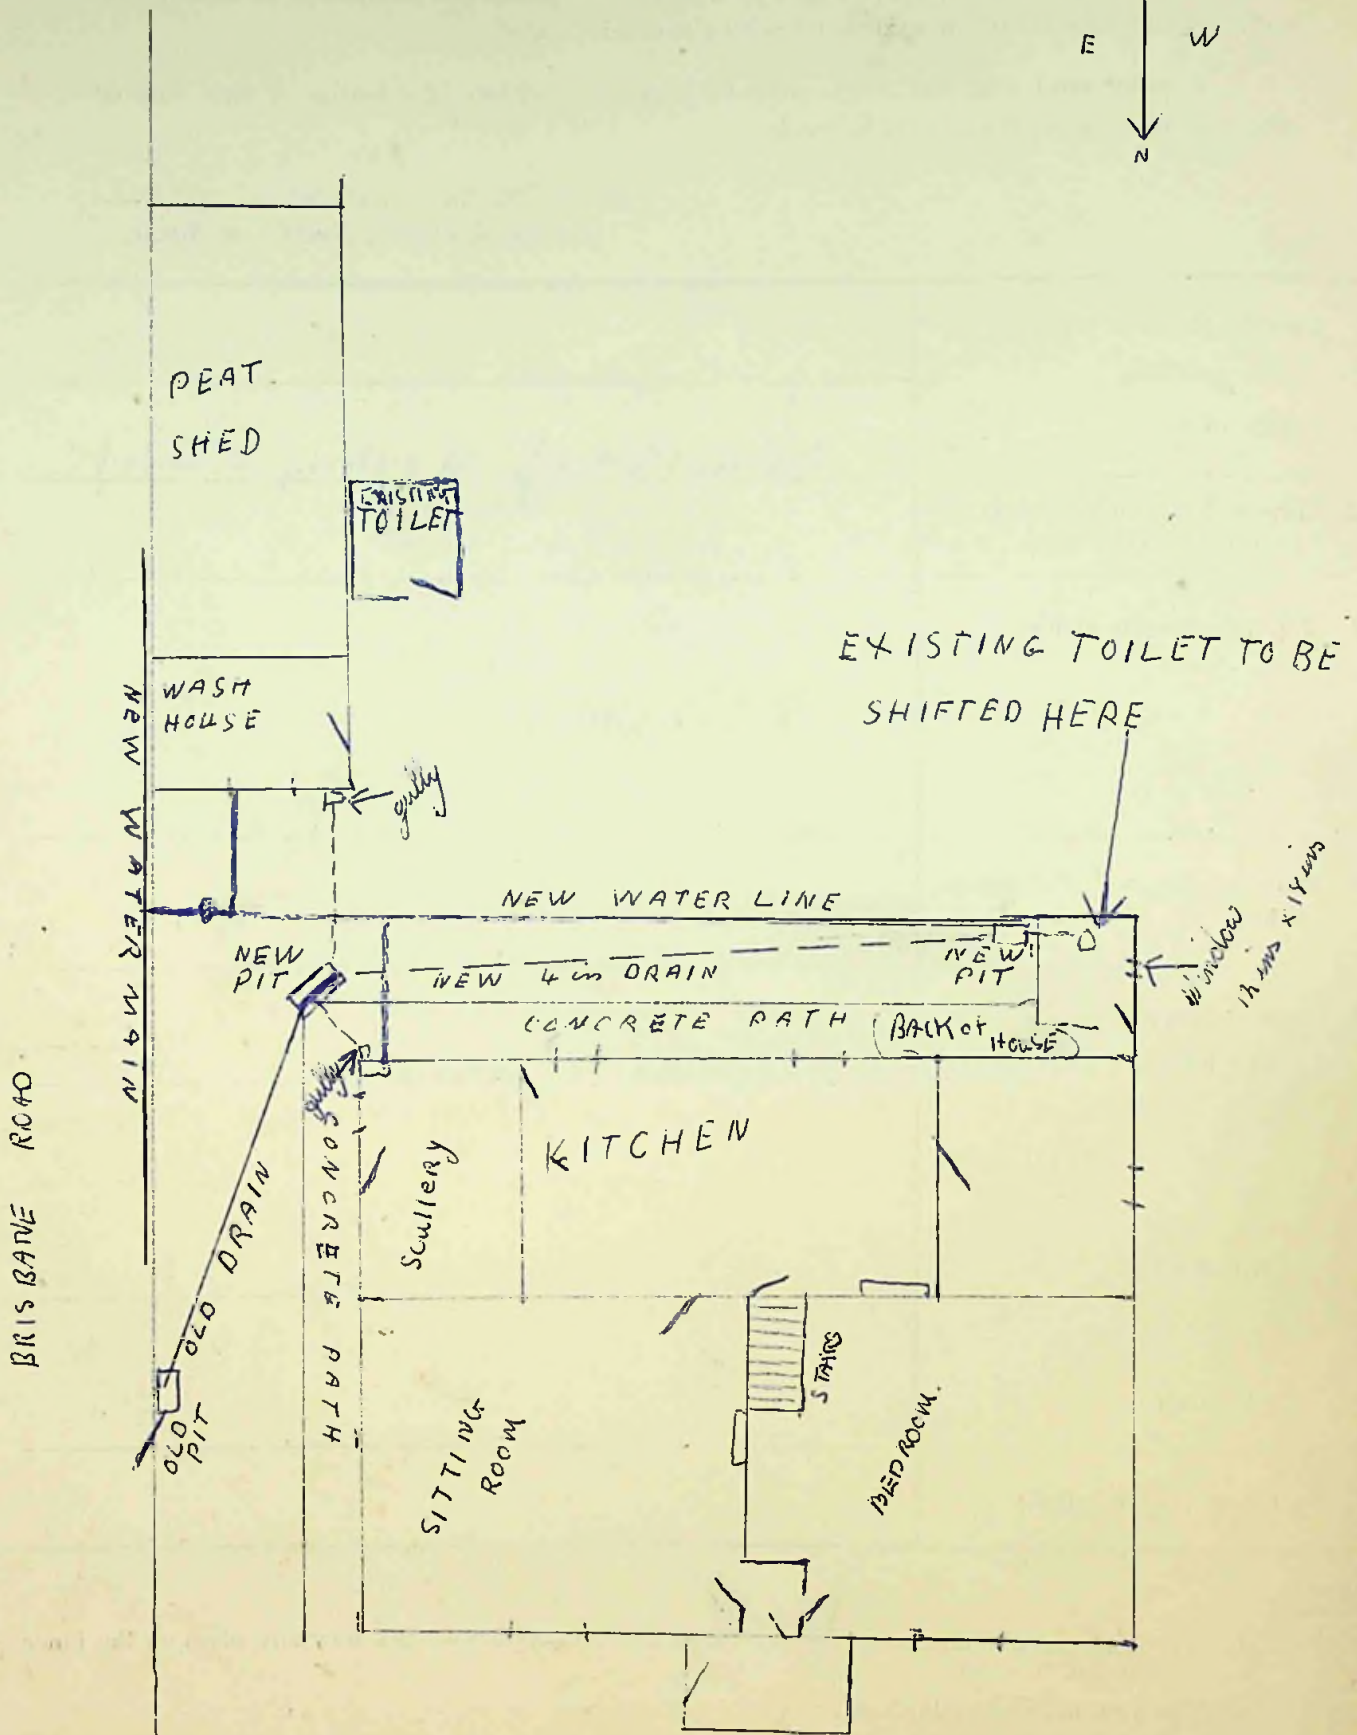 E W
N
PEAT
SHED
EXISTING
TOILET
EXISTING TOILET TO BE
SHIFTED HERE
WASH
HOUSE
NEW WATER MAIN
gully
NEW WATER LINE
window
NEW
PIT
NEW 4 in DRAIN
NEW
PIT
CONCRETE PATH
BACK of
HOUSE
gully
BRISBANE ROAD
OLD DRAIN
CONCRETE PATH
Scullery
KITCHEN
OLD
PIT
SITTING
ROOM
STAIRS
BEDROOM.